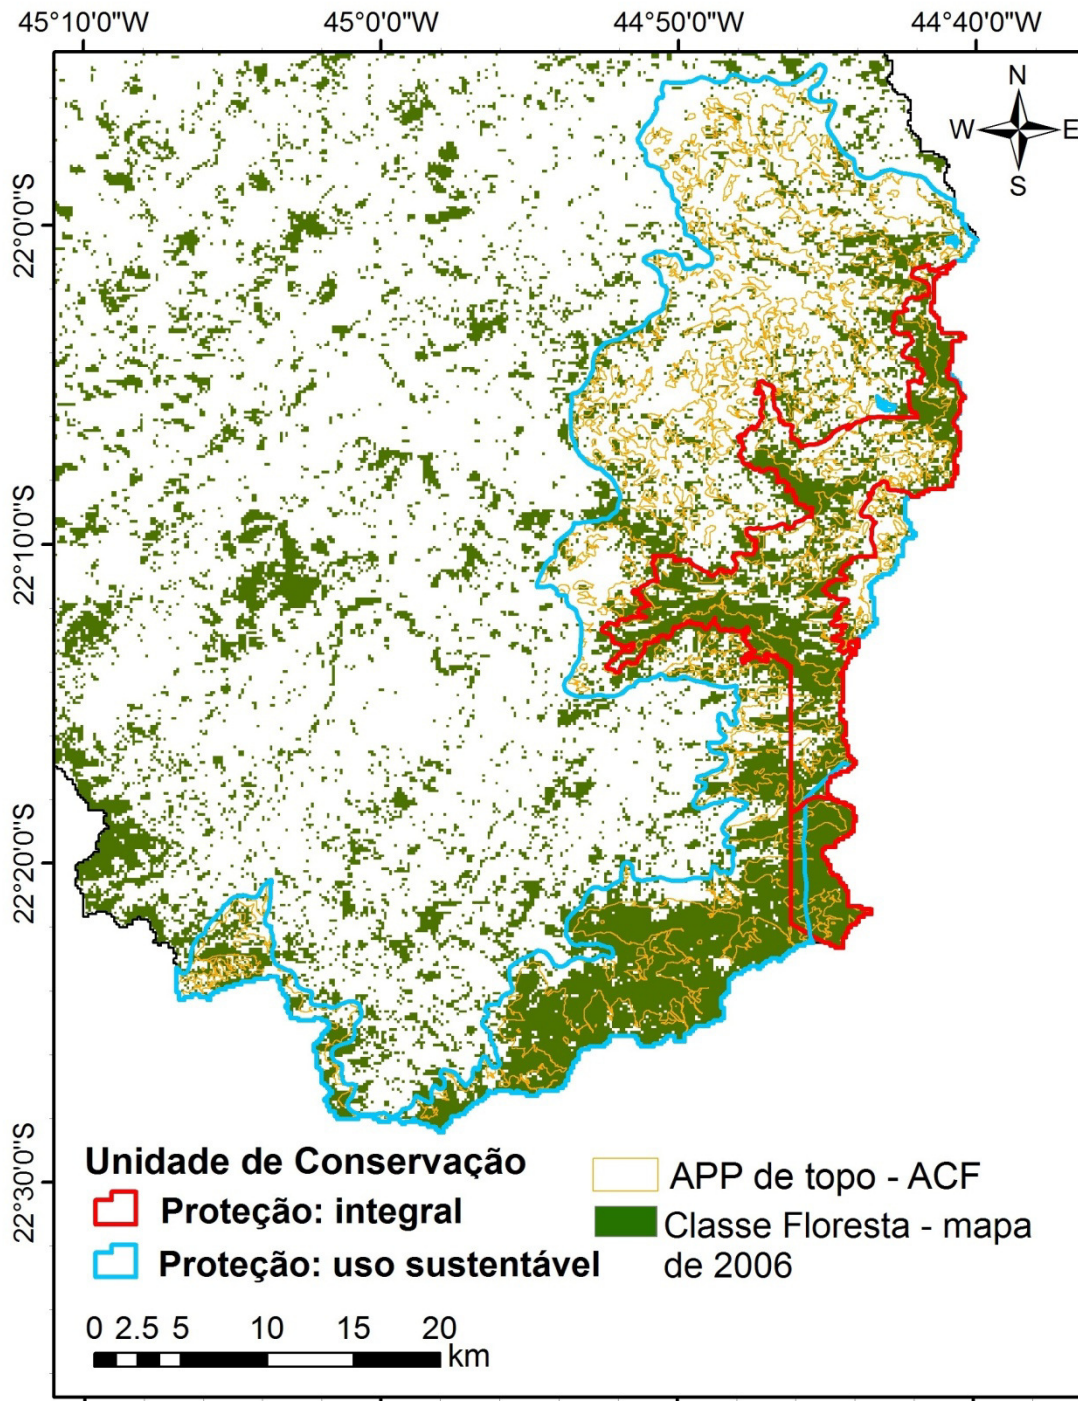 45°10'0"W 45°0'0"W 44°50'0"W 44°40'0"W
N
W E
S
22°0'0"S
22°10'0"S
22°20'0"S
22°30'0"S
Unidade de Conservação
Proteção: integral
Proteção: uso sustentável
APP de topo - ACF
Classe Floresta - mapa
de 2006
0 2.5 5 10 15 20
km